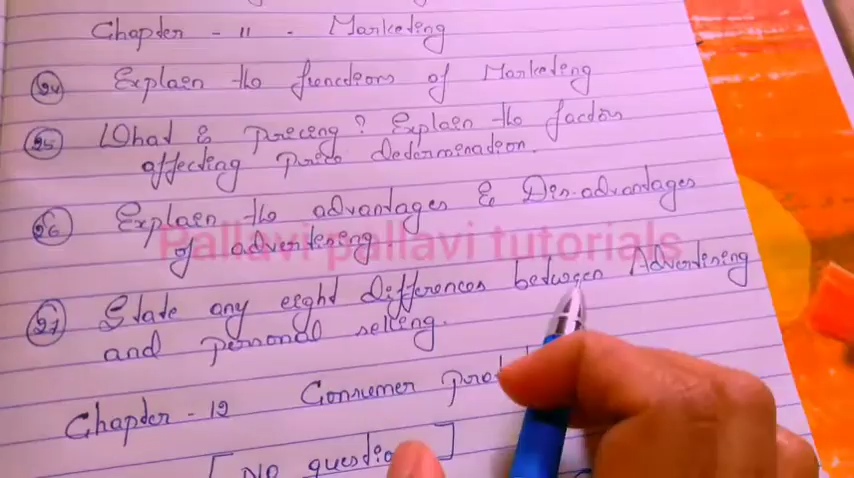 Chapter - 11 - Marketing
24 Explain the functions of Marketing
25 What is pricing? Explain the factors
affecting price determination.
26 Explain the advantages & Dis-advantages
of advertising.
Pallavi pallavi tutorials
27 State any eight differences between Advertising
and personal selling.
Chapter - 12 Consumer
[ No question ]